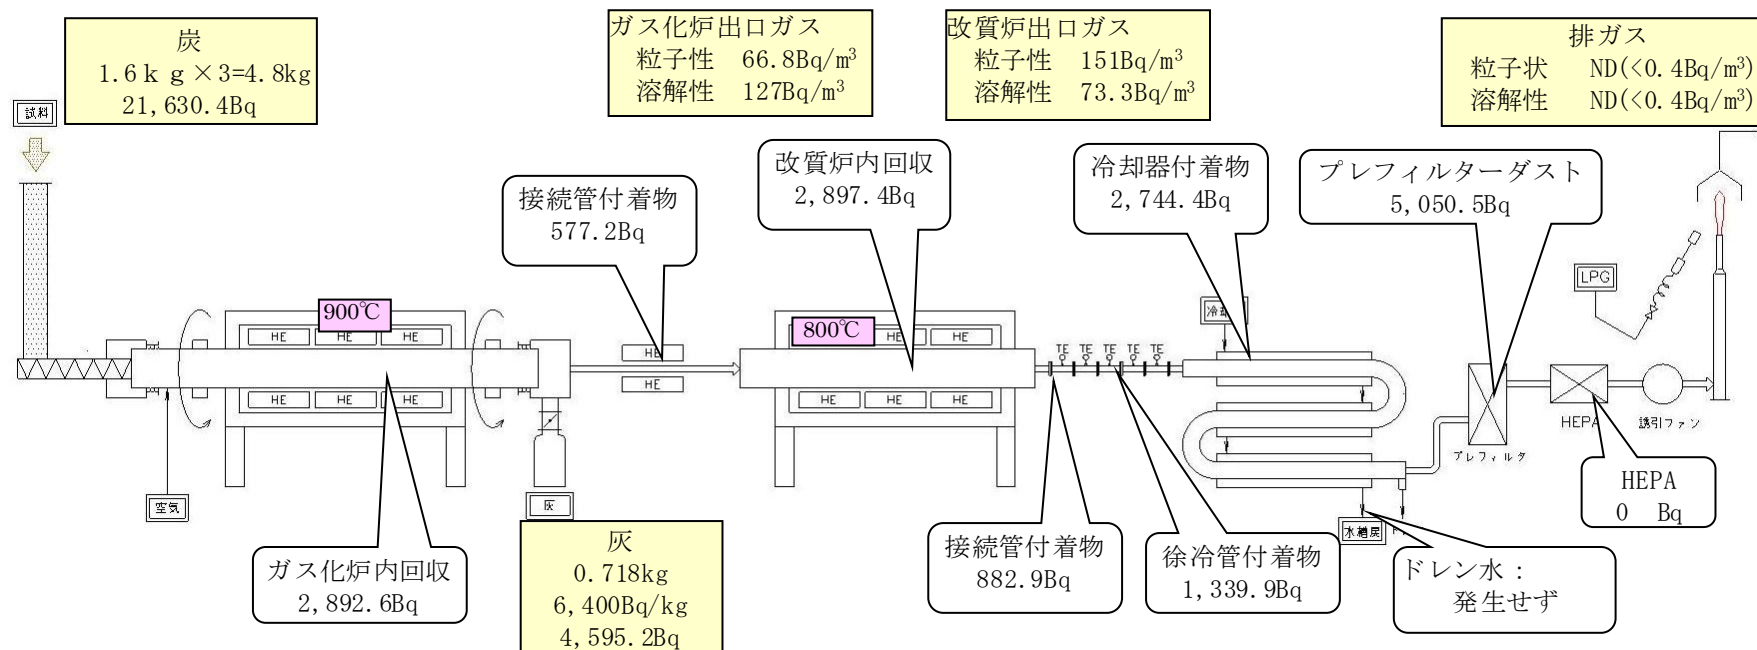 炭
1.6ｋｇ×3=4.8kg
21,630.4Bq
ガス化炉出口ガス
粒子性 66.8Bq/m³
溶解性 127Bq/m³
改質炉出口ガス
粒子性 151Bq/m³
溶解性 73.3Bq/m³
排ガス
粒子状 ND(<0.4Bq/m³)
溶解性 ND(<0.4Bq/m³)
試料
接続管付着物
577.2Bq
改質炉内回収
2,897.4Bq
冷却器付着物
2,744.4Bq
プレフィルターダスト
5,050.5Bq
LPG
900℃
HE HE HE
HE HE HE
HE
HE
800℃
HE HE
HE HE HE
TE TE TE TE TE
プレフィルタ
HEPA
誘引ファン
空気
灰
水槽戻
ガス化炉内回収
2,892.6Bq
灰
0.718kg
6,400Bq/kg
4,595.2Bq
接続管付着物
882.9Bq
徐冷管付着物
1,339.9Bq
ドレン水：
発生せず
HEPA
0 Bq